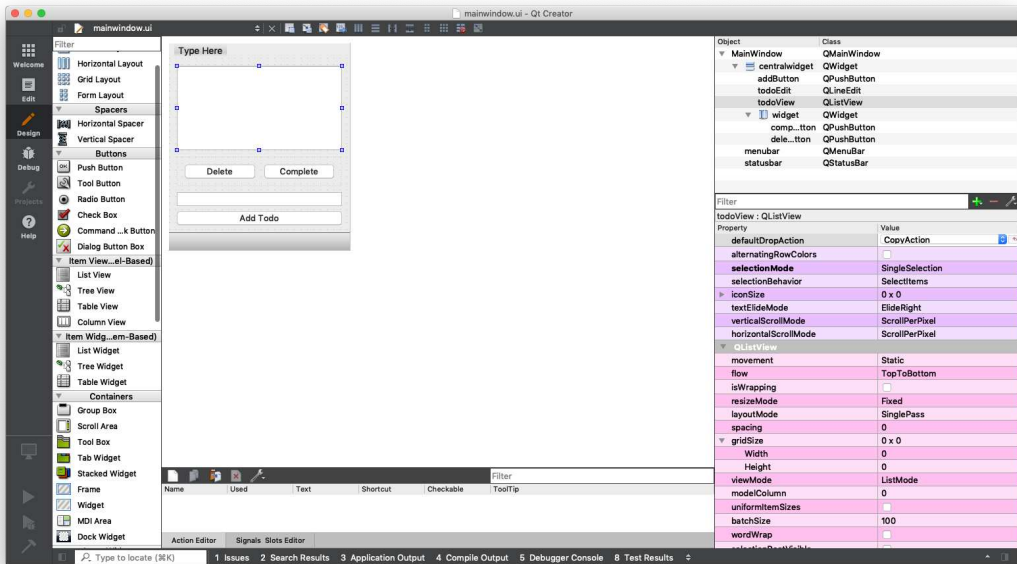 mainwindow.ui - Qt Creator
mainwindow.ui
Welcome
Edit
Design
Debug
Projects
Help
Filter
Horizontal Layout
Grid Layout
Form Layout
Spacers
Horizontal Spacer
Vertical Spacer
Buttons
Push Button
Tool Button
Radio Button
Check Box
Command ...k Button
Dialog Button Box
Item View...el-Based)
List View
Tree View
Table View
Column View
Item Widg...em-Based)
List Widget
Tree Widget
Table Widget
Containers
Group Box
Scroll Area
Tool Box
Tab Widget
Stacked Widget
Frame
Widget
MDI Area
Dock Widget
Type Here
Delete Complete
Add Todo
Filter
Name Used Text Shortcut Checkable ToolTip
Action Editor Signals Slots Editor
Object Class
MainWindow QMainWindow
centralwidget QWidget
addButton QPushButton
todoEdit QLineEdit
todoView QListView
widget QWidget
comp...tton QPushButton
dele...tton QPushButton
menubar QMenuBar
statusbar QStatusBar
Filter
todoView : QListView
Property Value
defaultDropAction CopyAction
alternatingRowColors
selectionMode SingleSelection
selectionBehavior SelectItems
iconSize 0 x 0
textElideMode ElideRight
verticalScrollMode ScrollPerPixel
horizontalScrollMode ScrollPerPixel
QListView
movement Static
flow TopToBottom
isWrapping
resizeMode Fixed
layoutMode SinglePass
spacing 0
gridSize 0 x 0
Width 0
Height 0
viewMode ListMode
modelColumn 0
uniformItemSizes
batchSize 100
wordWrap
Type to locate (⌘K) 1 Issues 2 Search Results 3 Application Output 4 Compile Output 5 Debugger Console 8 Test Results